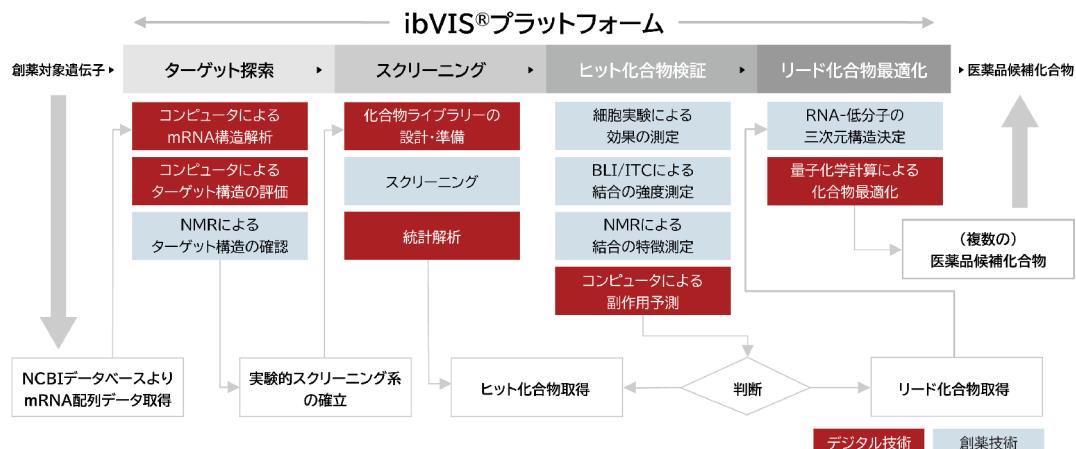 ibVIS®プラットフォーム
創薬対象遺伝子
ターゲット探索
スクリーニング
ヒット化合物検証
リード化合物最適化
医薬品候補化合物
コンピュータによる
mRNA構造解析
コンピュータによる
ターゲット構造の評価
NMRによる
ターゲット構造の確認
化合物ライブラリーの
設計・準備
スクリーニング
統計解析
細胞実験による
効果の測定
BLI/ITCによる
結合の強度測定
NMRによる
結合の特徴測定
コンピュータによる
副作用予測
RNA-低分子の
三次元構造決定
量子化学計算による
化合物最適化
（複数の）
医薬品候補化合物
NCBIデータベースより
mRNA配列データ取得
実験的スクリーニング系
の確立
ヒット化合物取得
判断
リード化合物取得
デジタル技術
創薬技術